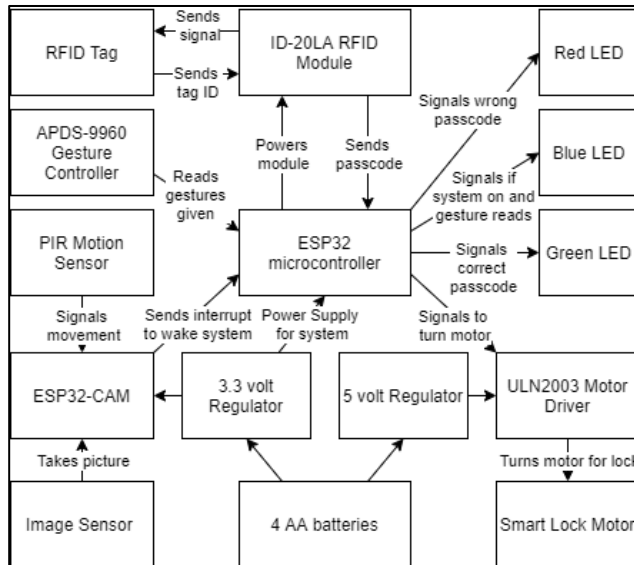 Sends
signal
RFID Tag
Sends
tag ID
ID-20LA RFID
Module
Red LED
Signals wrong
passcode
APDS-9960
Gesture
Controller
Reads
gestures
given
Powers
module
Sends
passcode
Blue LED
Signals if
system on and
gesture reads
PIR Motion
Sensor
ESP32
microcontroller
Signals
correct
passcode
Green LED
Signals
movement
Sends interrupt
to wake system
Power Supply
for system
Signals to
turn motor
ESP32-CAM
3.3 volt
Regulator
5 volt Regulator
ULN2003 Motor
Driver
Takes picture
Turns motor for lock
Image Sensor
4 AA batteries
Smart Lock Motor